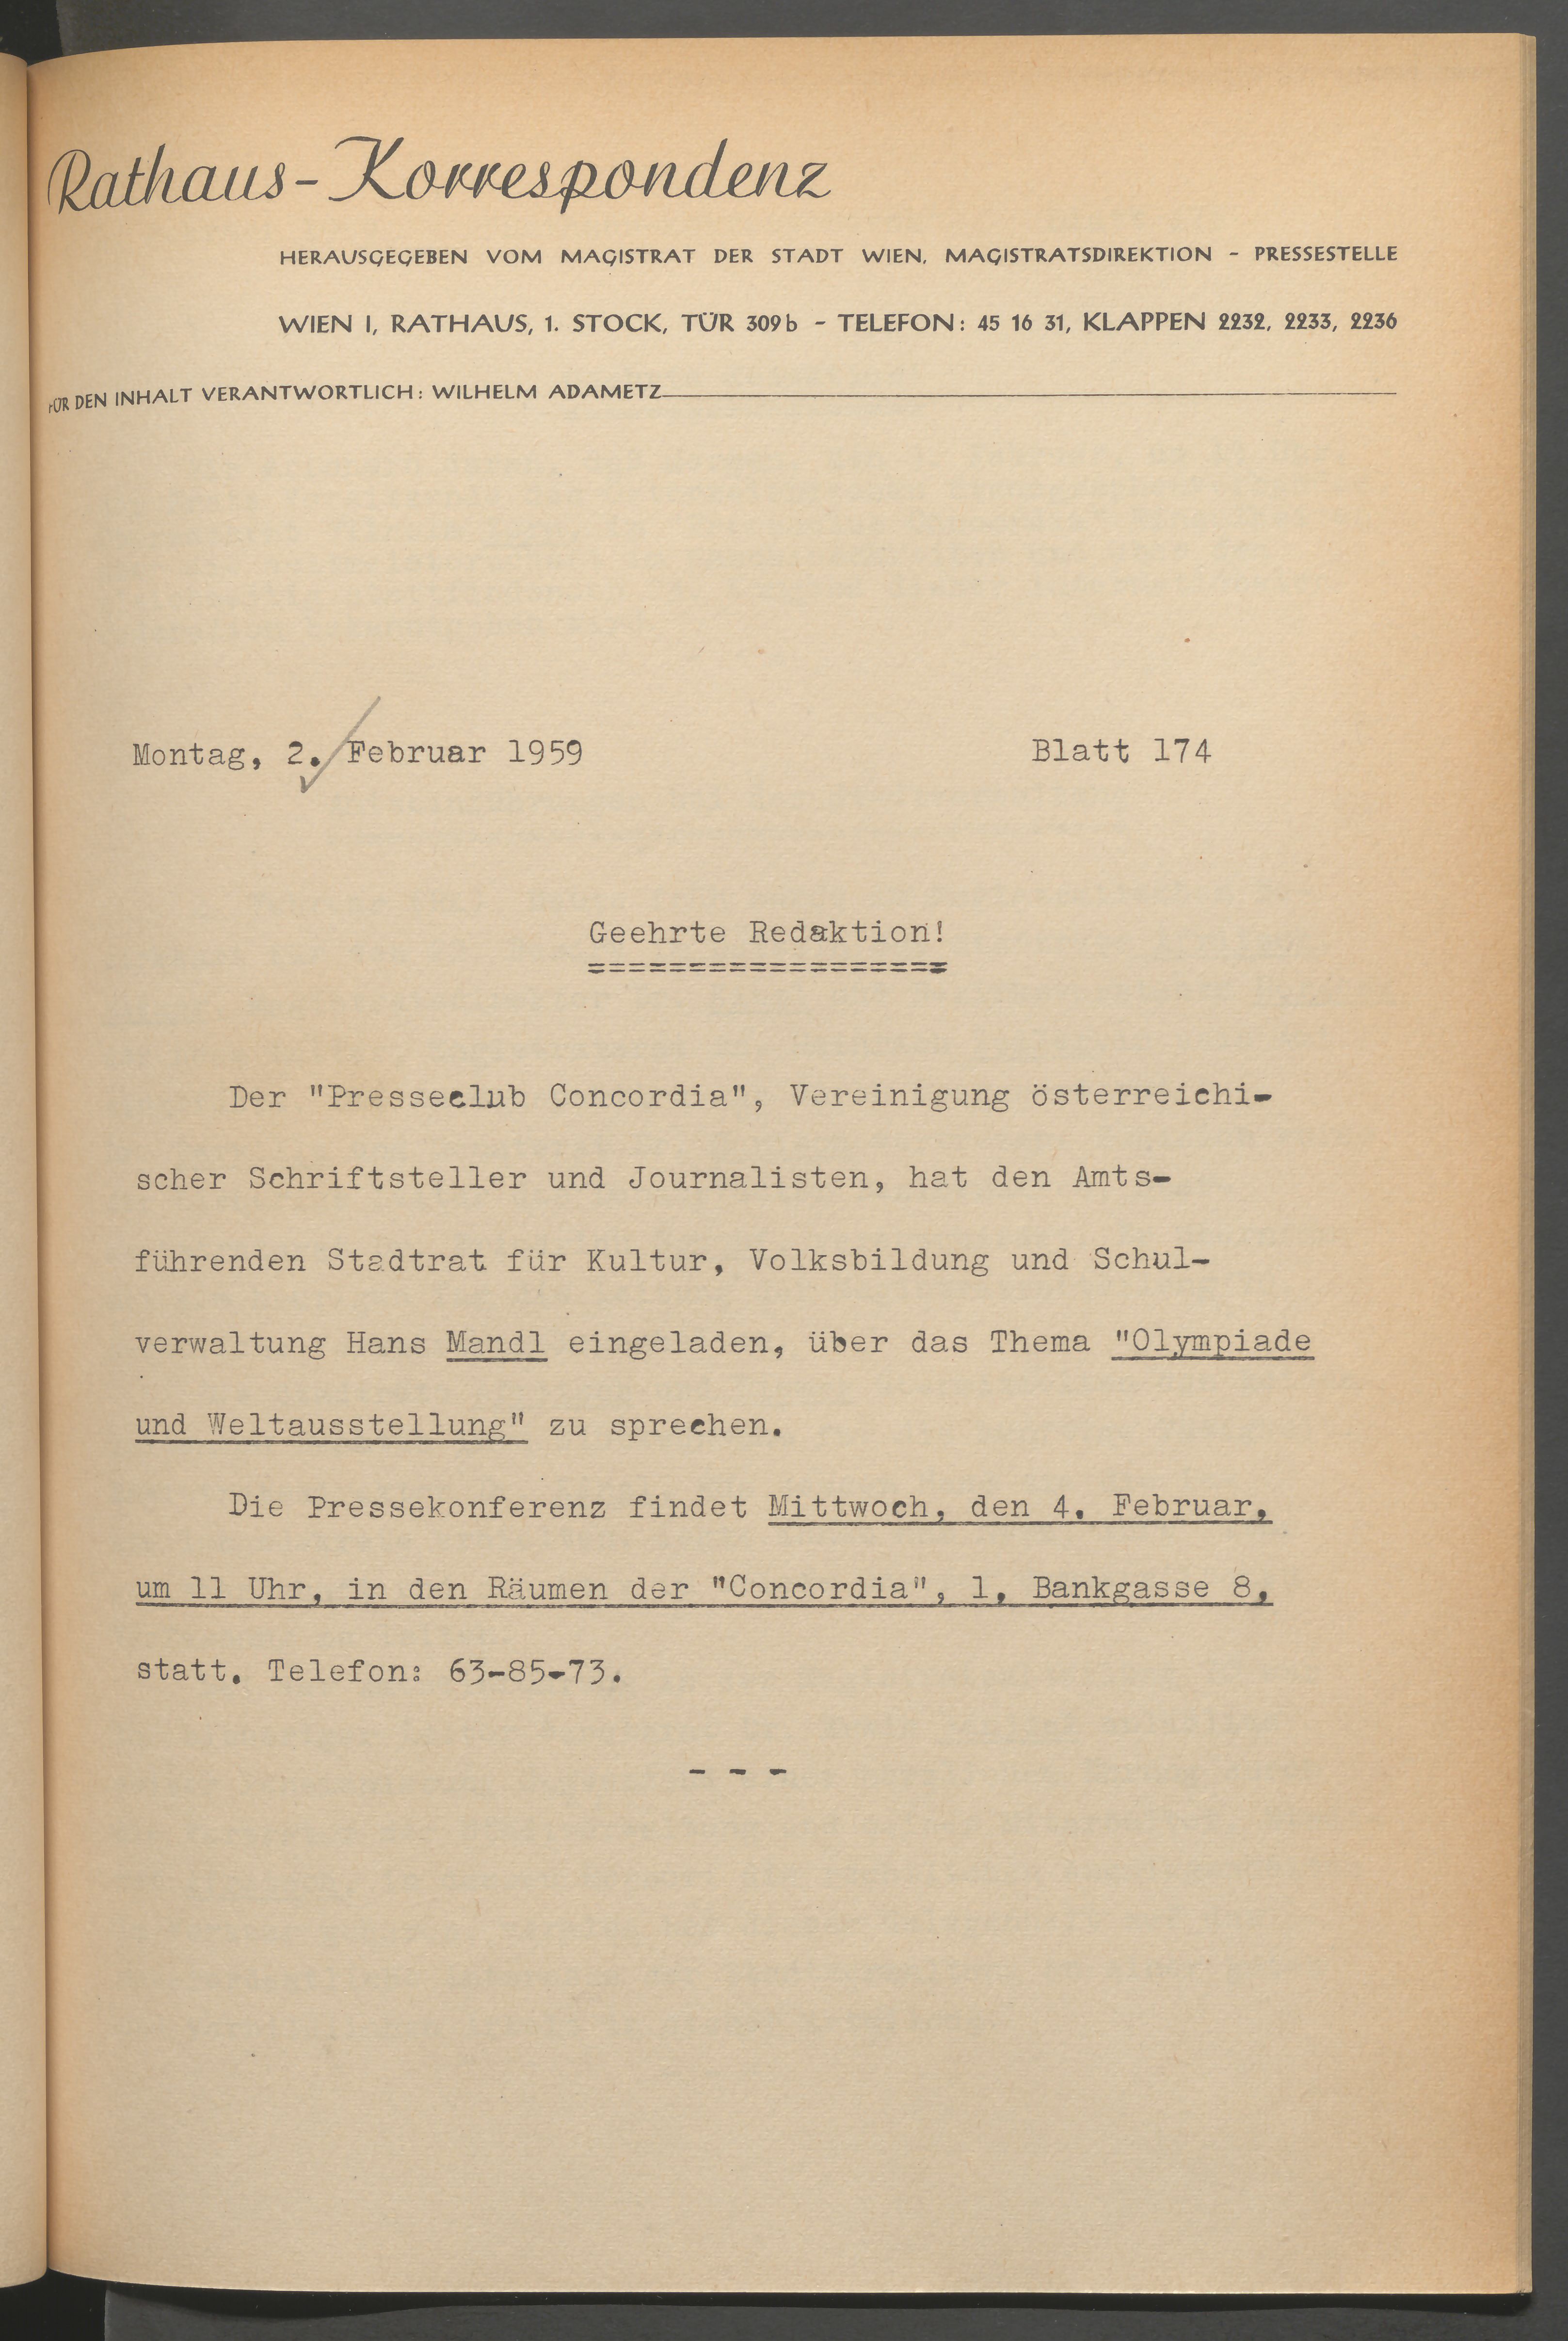 Rathaus-Korrespondenz
HERAUSGEGEBEN VOM MAGISTRAT DER STADT WIEN, MAGISTRATSDIREKTION - PRESSESTELLE
WIEN I, RATHAUS, 1. STOCK, TÜR 309b - TELEFON: 45 16 31, KLAPPEN 2232, 2233, 2236
FÜR DEN INHALT VERANTWORTLICH: WILHELM ADAMETZ
Montag, 2. Februar 1959 Blatt 174
Geehrte Redaktion!
==================
Der "Presseclub Concordia", Vereinigung österreichi-
scher Schriftsteller und Journalisten, hat den Amts-
führenden Stadtrat für Kultur, Volksbildung und Schul-
verwaltung Hans Mandl eingeladen, über das Thema "Olympiade
und Weltausstellung" zu sprechen.
Die Pressekonferenz findet Mittwoch, den 4. Februar,
um 11 Uhr, in den Räumen der "Concordia", 1, Bankgasse 8,
statt. Telefon: 63-85-73.
- - -